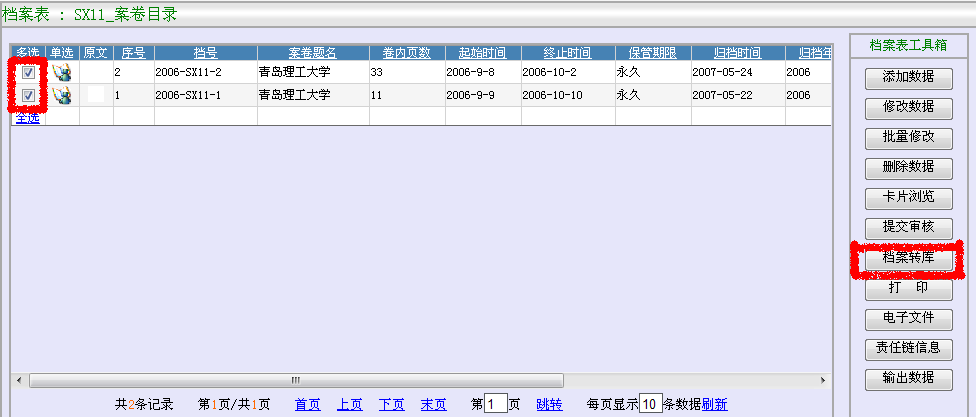 档案表 : SX11_案卷目录
多选 单选 原文 序号 档号 案卷题名 卷内页数 起始时间 终止时间 保管期限 归档时间 归档年
2 2006-SX11-2 青岛理工大学 33 2006-9-8 2006-10-2 永久 2007-05-24 2006
1 2006-SX11-1 青岛理工大学 11 2006-9-9 2006-10-10 永久 2007-05-22 2006
全选
共2条记录 第1页/共1页 首页 上页 下页 末页 第1页 跳转 每页显示10条数据刷新
档案表工具箱
添加数据
修改数据
批量修改
删除数据
卡片浏览
提交审核
档案转库
打 印
电子文件
责任链信息
输出数据